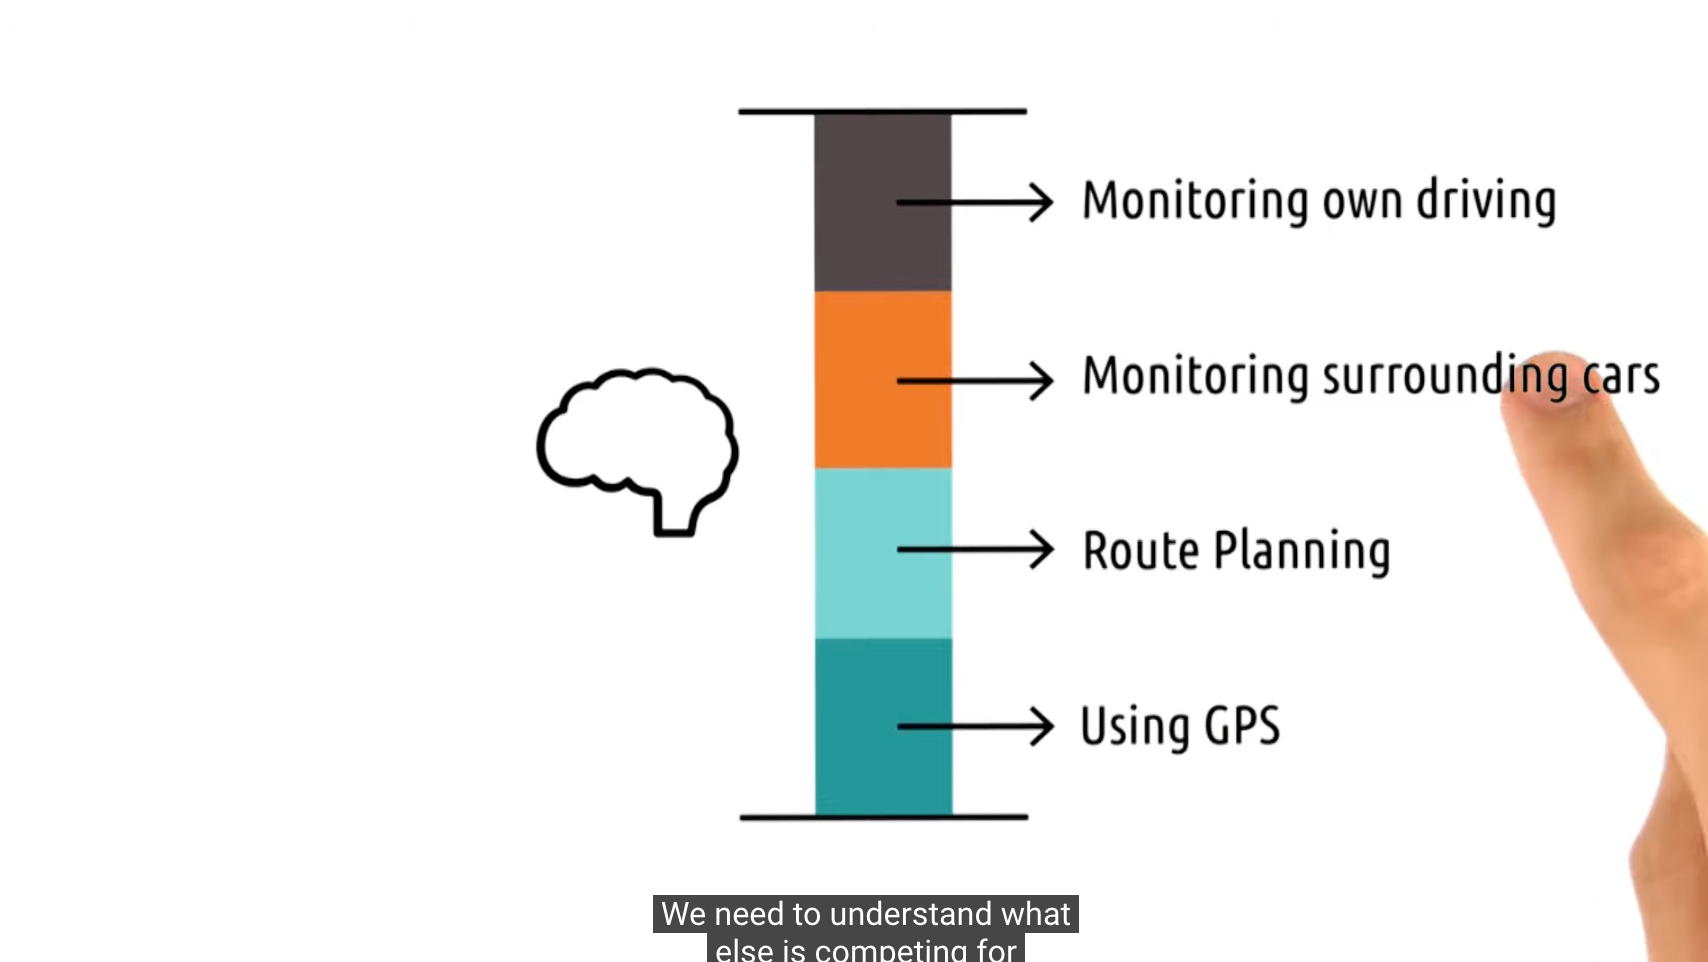 Monitoring own driving
Monitoring surrounding cars
Route Planning
Using GPS
We need to understand what
else is competing for